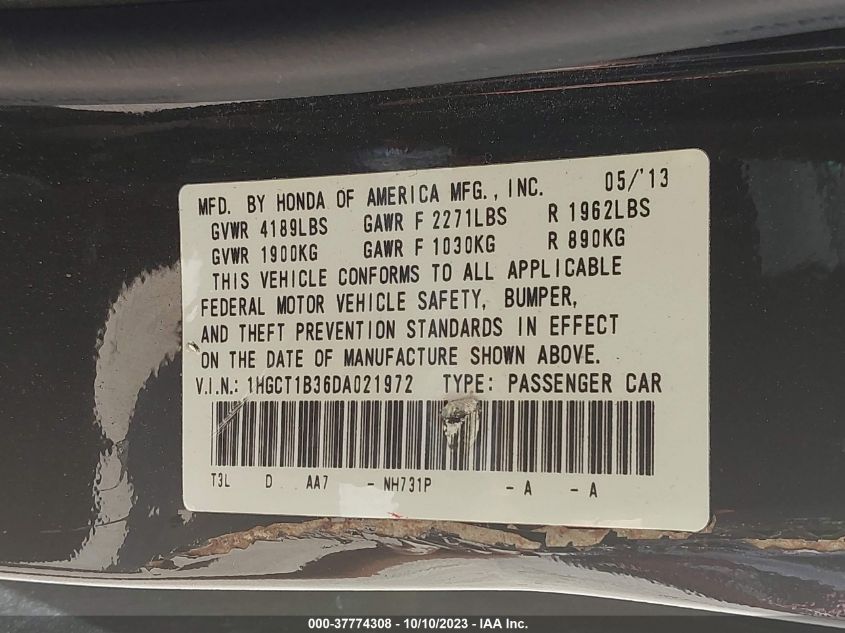 MFD. BY HONDA OF AMERICA MFG., INC. 05/'13
GVWR 4189LBS GAWR F 2271LBS R 1962LBS
GVWR 1900KG GAWR F 1030KG R 890KG
THIS VEHICLE CONFORMS TO ALL APPLICABLE
FEDERAL MOTOR VEHICLE SAFETY, BUMPER,
AND THEFT PREVENTION STANDARDS IN EFFECT
ON THE DATE OF MANUFACTURE SHOWN ABOVE.
V.I.N.: 1HGCT1B36DA021972 TYPE: PASSENGER CAR
T3L D AA7 - NH731P - A - A
000-37774308 - 10/10/2023 - IAA Inc.